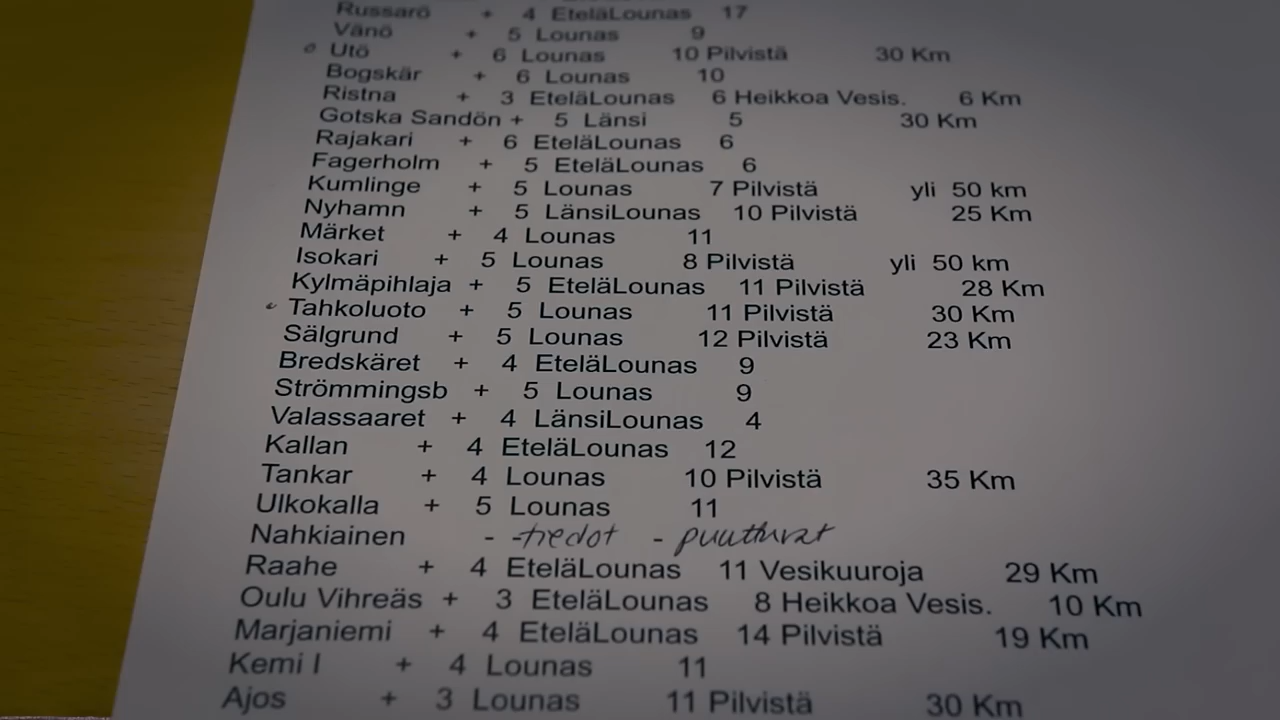 Russarö + 4 EteläLounas 17
Vänö + 5 Lounas 9
Utö + 6 Lounas 10 Pilvistä 30 Km
Bogskär + 6 Lounas 10
Ristna + 3 EteläLounas 6 Heikkoa Vesis. 6 Km
Gotska Sandön + 5 Länsi 5 30 Km
Rajakari + 6 EteläLounas 6
Fagerholm + 5 EteläLounas 6
Kumlinge + 5 Lounas 7 Pilvistä yli 50 km
Nyhamn + 5 LänsiLounas 10 Pilvistä 25 Km
Märket + 4 Lounas 11
Isokari + 5 Lounas 8 Pilvistä yli 50 km
Kylmäpihlaja + 5 EteläLounas 11 Pilvistä 28 Km
Tahkoluoto + 5 Lounas 11 Pilvistä 30 Km
Sälgrund + 5 Lounas 12 Pilvistä 23 Km
Bredskäret + 4 EteläLounas 9
Strömmingsb + 5 Lounas 9
Valassaaret + 4 LänsiLounas 4
Kallan + 4 EteläLounas 12
Tankar + 4 Lounas 10 Pilvistä 35 Km
Ulkokalla + 5 Lounas 11
Nahkiainen - -tiedot - puuttuvat
Raahe + 4 EteläLounas 11 Vesikuuroja 29 Km
Oulu Vihreäs + 3 EteläLounas 8 Heikkoa Vesis. 10 Km
Marjaniemi + 4 EteläLounas 14 Pilvistä 19 Km
Kemi I + 4 Lounas 11
Ajos + 3 Lounas 11 Pilvistä 30 Km